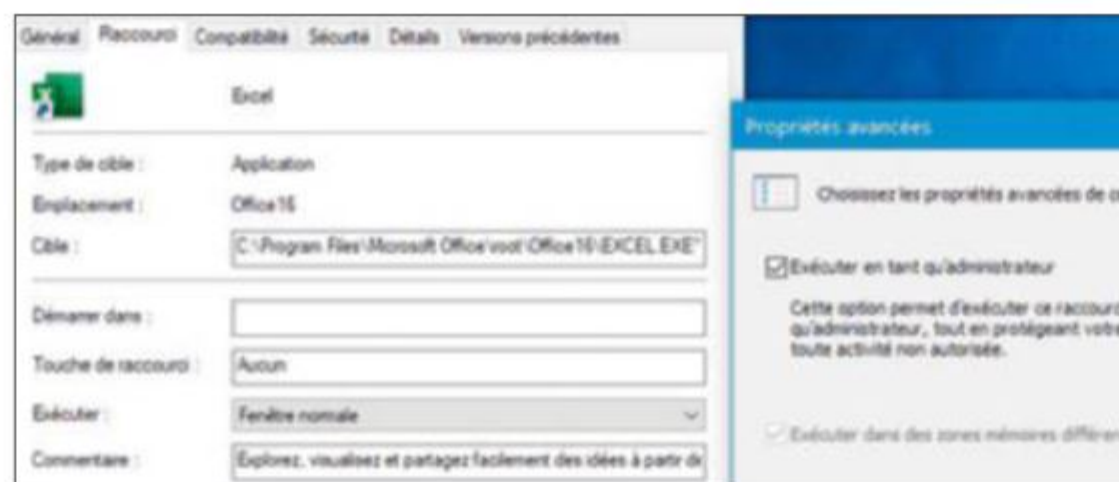 Général Raccourci Compatibilité Sécurité Détails Versions précédentes
Excel
Type de cible : Application
Emplacement : Office16
Cible : C:\Program Files\Microsoft Office\root\Office16\EXCEL.EXE"
Démarrer dans :
Touche de raccourci : Aucun
Exécuter : Fenêtre normale
Commentaire : Explorez, visualisez et partagez facilement des idées à partir de
Propriétés avancées
Choisissez les propriétés avancées de c
Exécuter en tant qu'administrateur
Cette option permet d'exécuter ce raccourc
qu'administrateur, tout en protégeant votre
toute activité non autorisée.
Exécuter dans des zones mémoires différen